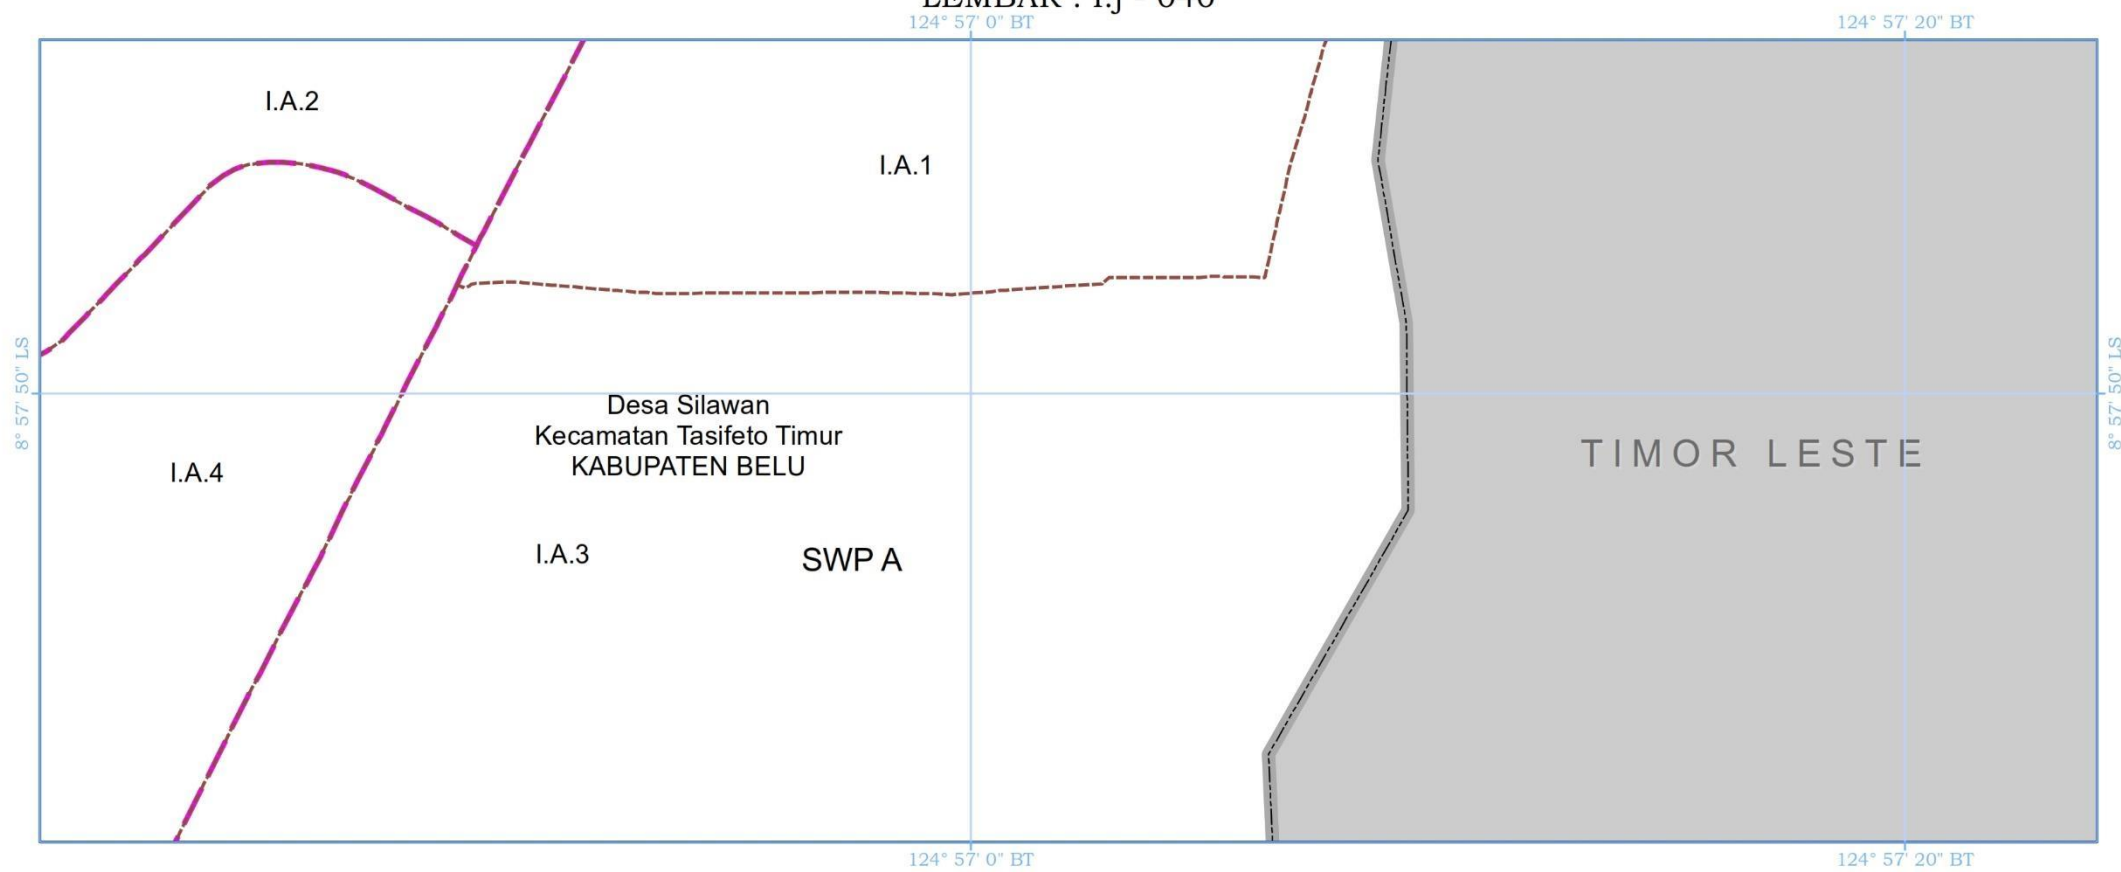 124° 57' 0" BT
124° 57' 20" BT
I.A.2
I.A.1
8° 57' 50" LS
8° 57' 50" LS
Desa Silawan
Kecamatan Tasifeto Timur
KABUPATEN BELU
TIMOR LESTE
I.A.4
I.A.3
SWP A
124° 57' 0" BT
124° 57' 20" BT